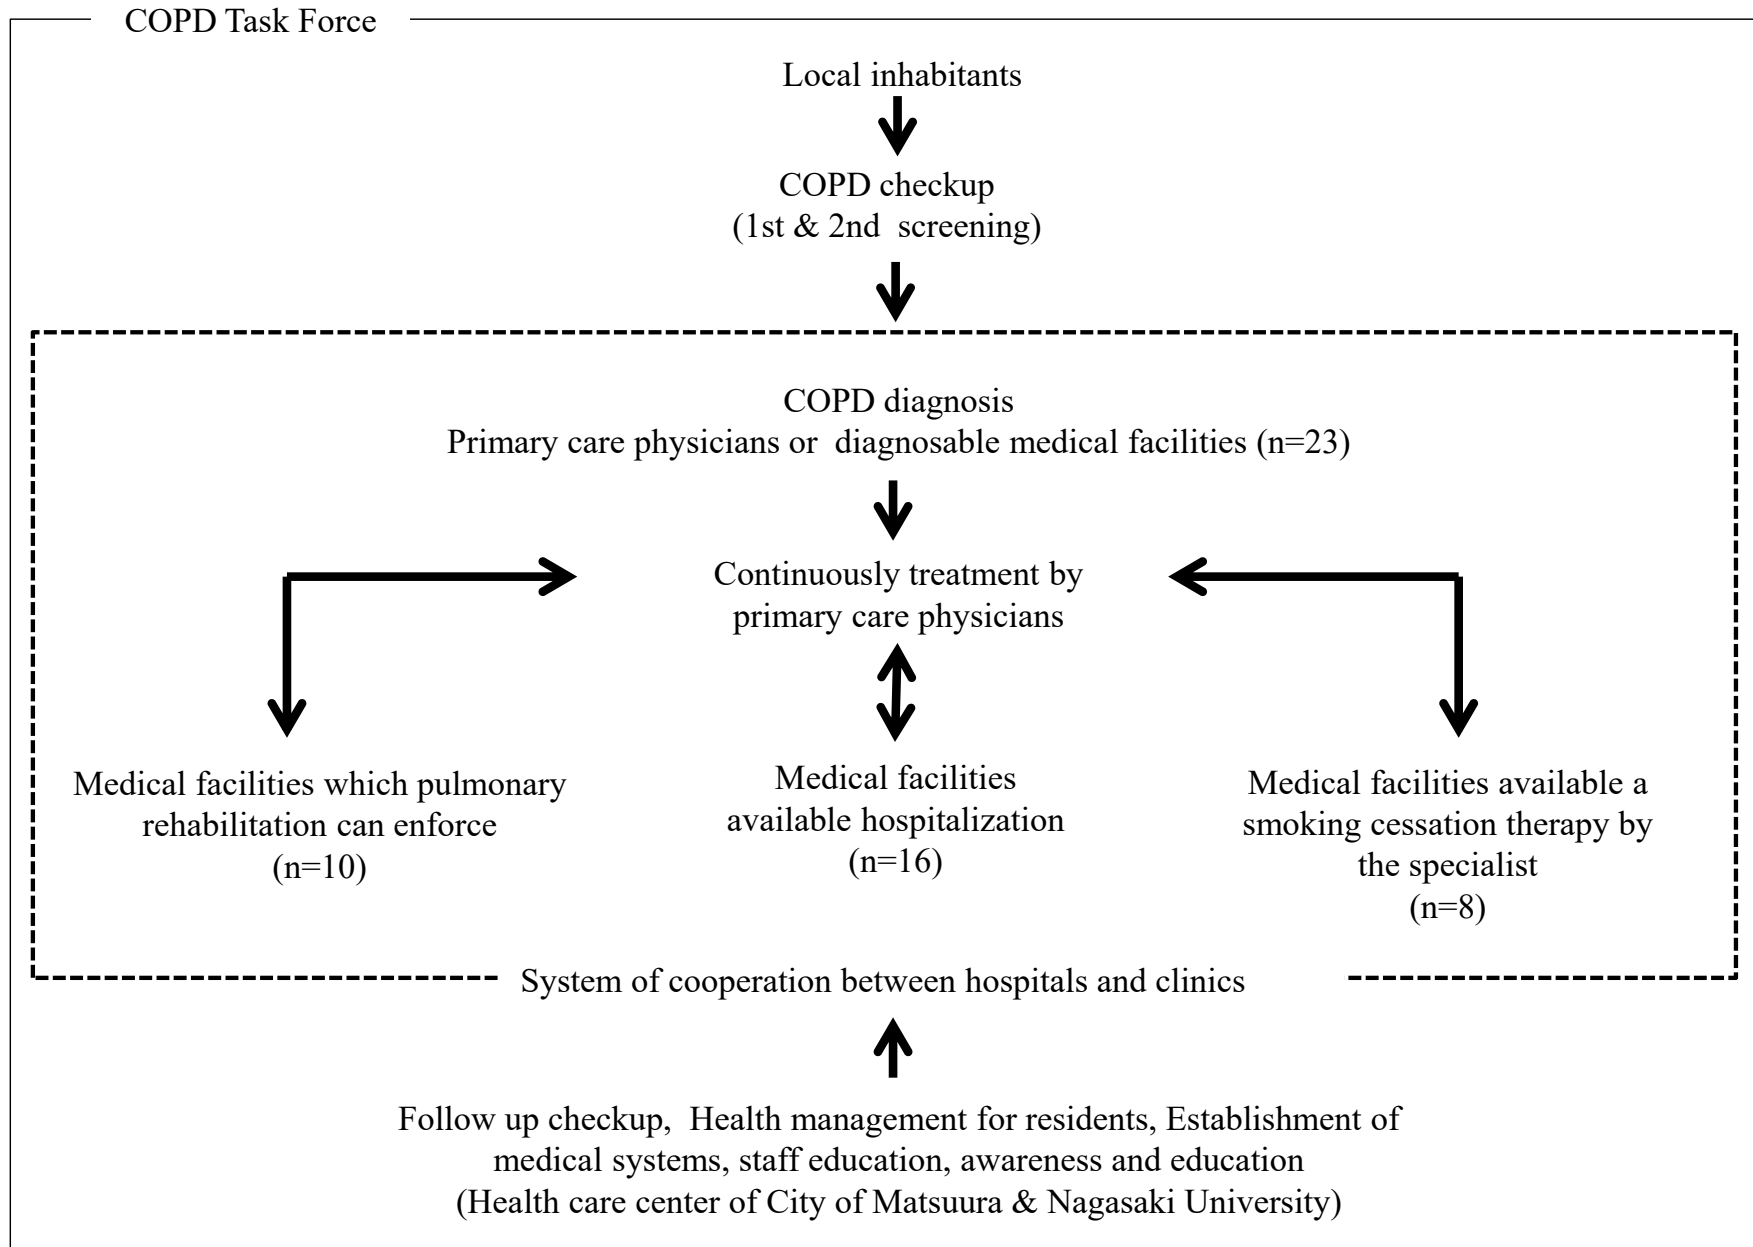 COPD Task Force
Local inhabitants
COPD checkup
(1st & 2nd screening)
COPD diagnosis
Primary care physicians or diagnosable medical facilities (n=23)
Continuously treatment by
primary care physicians
Medical facilities which pulmonary
rehabilitation can enforce
(n=10)
Medical facilities
available hospitalization
(n=16)
Medical facilities available a
smoking cessation therapy by
the specialist
(n=8)
System of cooperation between hospitals and clinics
Follow up checkup, Health management for residents, Establishment of
medical systems, staff education, awareness and education
(Health care center of City of Matsuura & Nagasaki University)